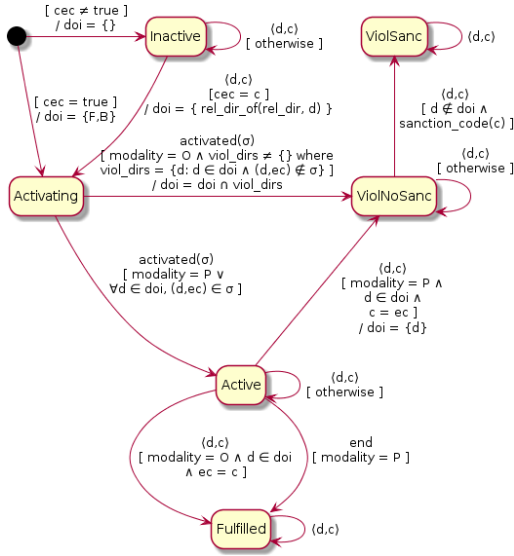 [ cec ≠ true ]
/ doi = {}
Inactive
⟨d,c⟩
[ otherwise ]
ViolSanc
⟨d,c⟩
[ cec = true ]
/ doi = {F,B}
⟨d,c⟩
[cec = c ]
/ doi = { rel_dir_of(rel_dir, d) }
⟨d,c⟩
[ d ∉ doi ∧
sanction_code(c) ]
activated(σ)
[ modality = O ∧ viol_dirs ≠ {} where
viol_dirs = {d: d ∈ doi ∧ (d,ec) ∉ σ} ]
/ doi = doi ∩ viol_dirs
⟨d,c⟩
[ otherwise ]
Activating
ViolNoSanc
activated(σ)
[ modality = P ∨
∀d ∈ doi, (d,ec) ∈ σ ]
⟨d,c⟩
[ modality = P ∧
d ∈ doi ∧
c = ec ]
/ doi = {d}
Active
⟨d,c⟩
[ otherwise ]
⟨d,c⟩
[ modality = O ∧ d ∈ doi
∧ ec = c ]
end
[ modality = P ]
Fulfilled
⟨d,c⟩